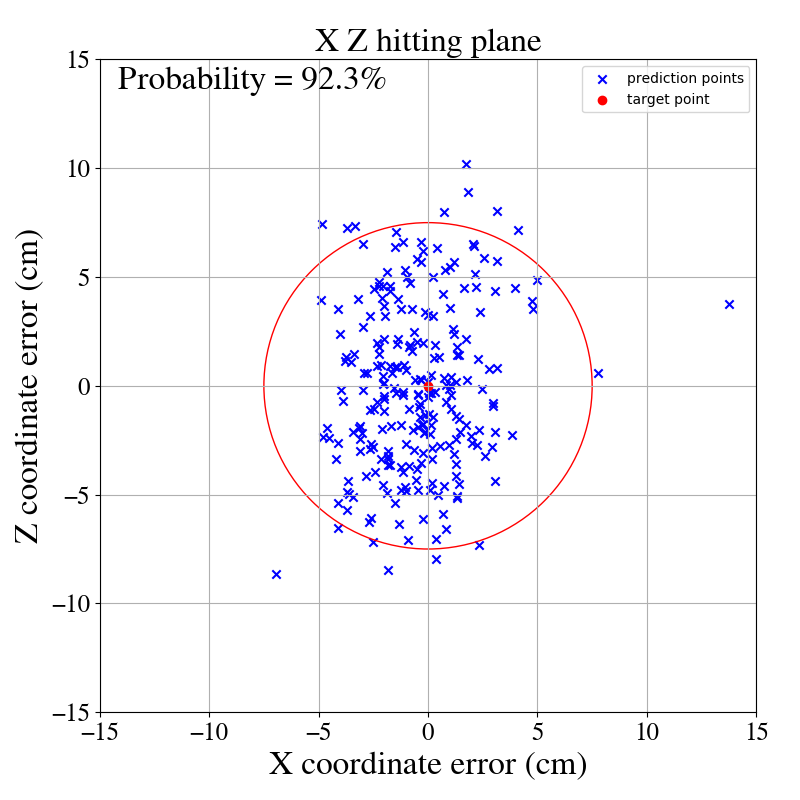 X Z hitting plane
Probability = 92.3%
prediction points
target point
15
10
5
0
−5
−10
−15
Z coordinate error (cm)
−15
−10
−5
0
5
10
15
X coordinate error (cm)